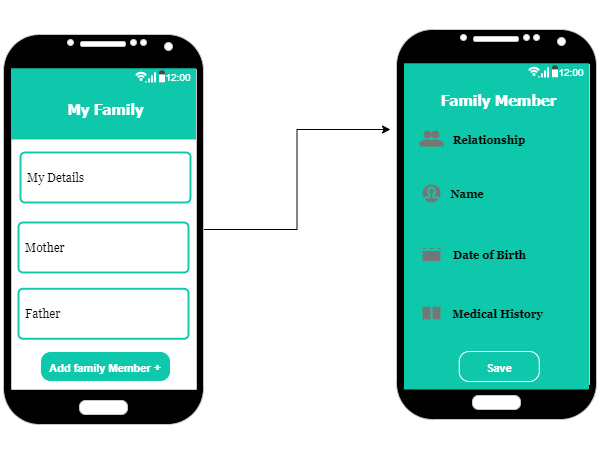 12:00
My Family
My Details
Mother
Father
Add family Member +
12:00
Family Member
Relationship
Name
Date of Birth
Medical History
Save